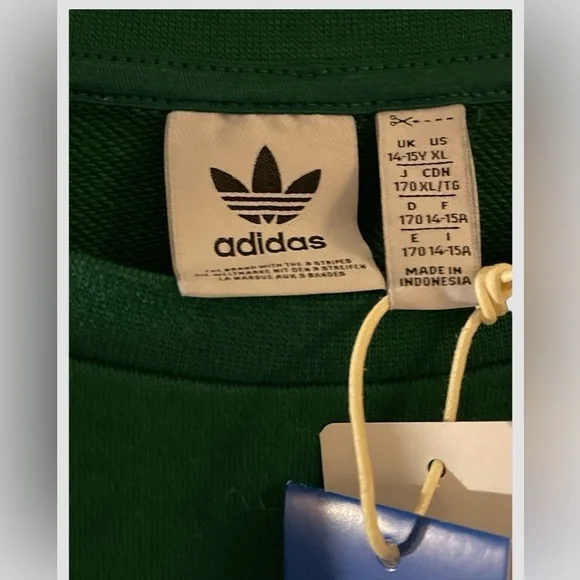 adidas
THE BRAND WITH THE 3 STRIPES
DIE WELTMARKE MIT DEN 3 STREIFEN
LA MARQUE AUX 3 BANDES
UK US
14-15Y XL
J CDN
170 XL/TG
D F
170 14-15A
E I
170 14-15A
MADE IN
INDONESIA